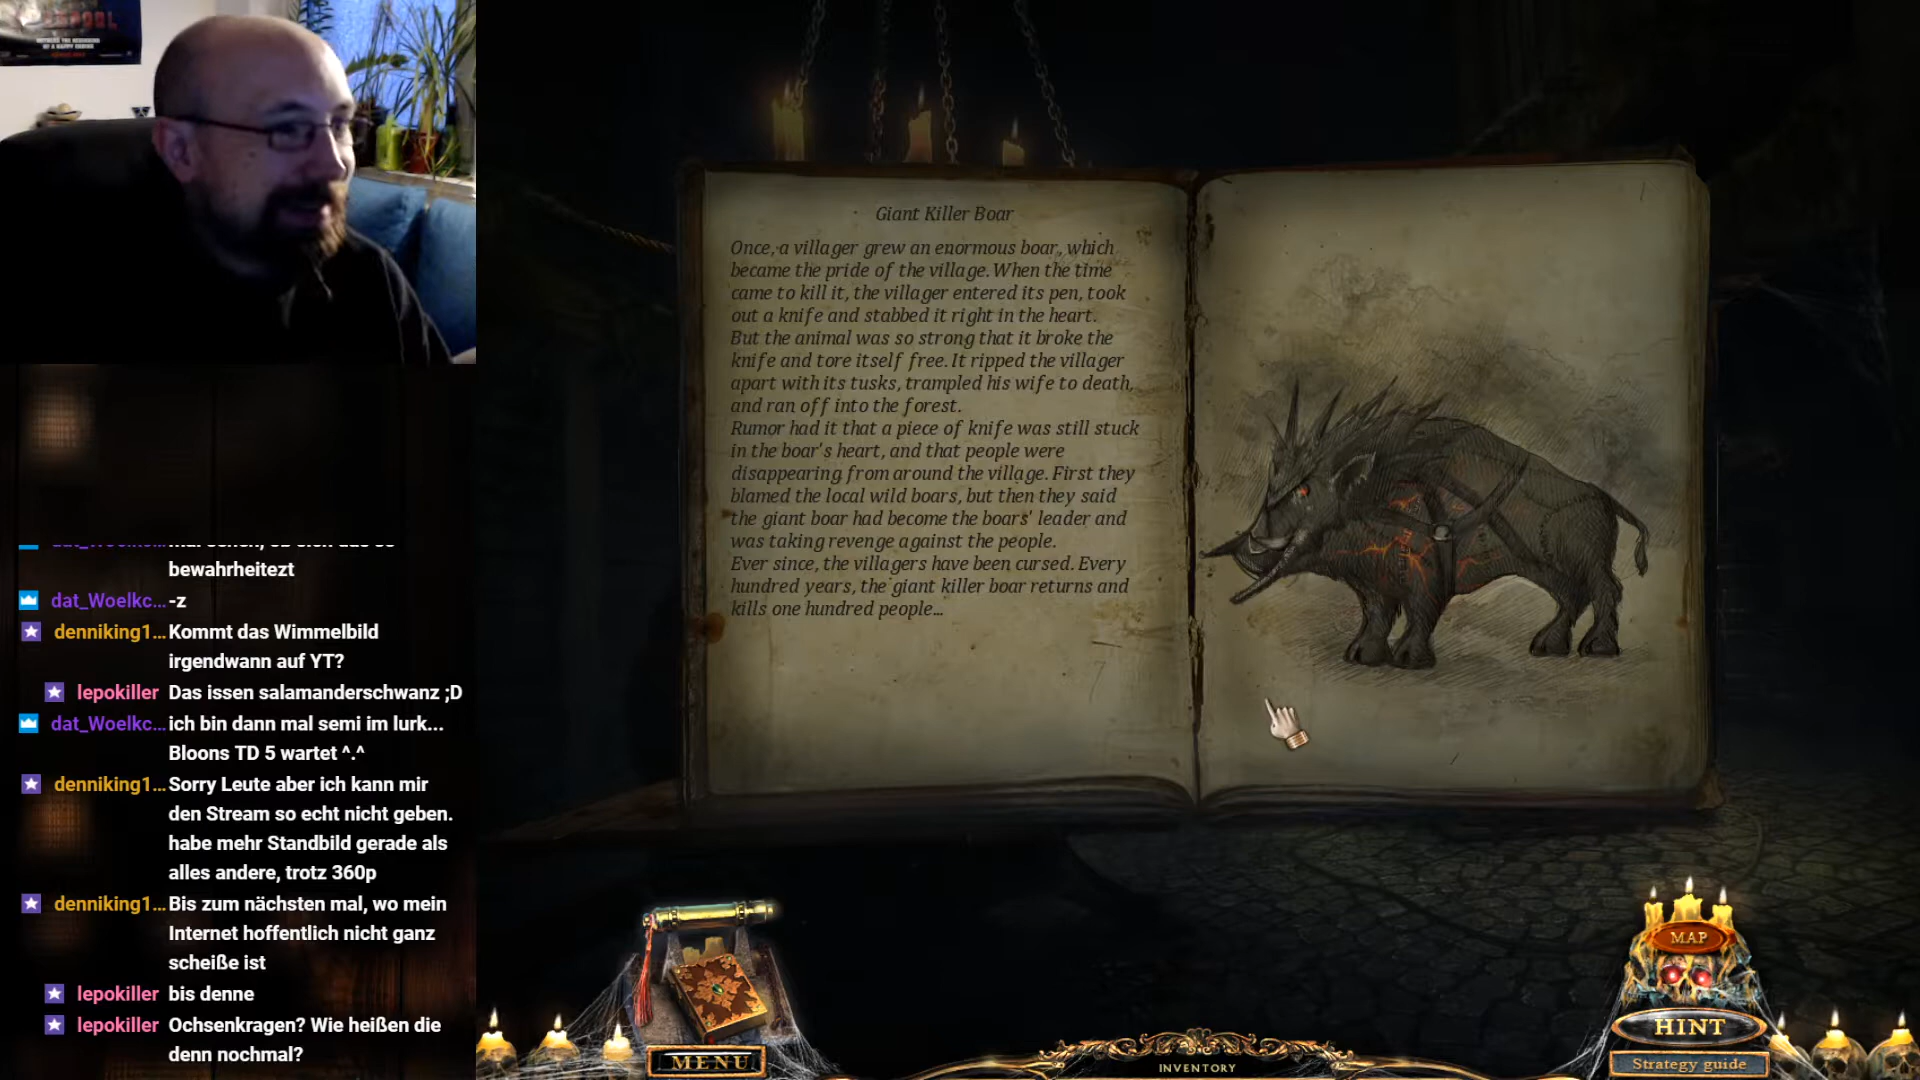 bewahrheitezt
dat_Woelkc... -z
denniking1... Kommt das Wimmelbild
irgendwann auf YT?
lepokiller Das issen salamanderschwanz ;D
dat_Woelkc... ich bin dann mal semi im lurk...
Bloons TD 5 wartet ^.^
denniking1... Sorry Leute aber ich kann mir
den Stream so echt nicht geben.
habe mehr Standbild gerade als
alles andere, trotz 360p
denniking1... Bis zum nächsten mal, wo mein
Internet hoffentlich nicht ganz
scheiße ist
lepokiller bis denne
lepokiller Ochsenkragen? Wie heißen die
denn nochmal?
Giant Killer Boar
Once, a villager grew an enormous boar, which
became the pride of the village. When the time
came to kill it, the villager entered its pen, took
out a knife and stabbed it right in the heart.
But the animal was so strong that it broke the
knife and tore itself free. It ripped the villager
apart with its tusks, trampled his wife to death,
and ran off into the forest.
Rumor had it that a piece of knife was still stuck
in the boar's heart, and that people were
disappearing from around the village. First they
blamed the local wild boars, but then they said
the giant boar had become the boars' leader and
was taking revenge against the people.
Ever since, the villagers have been cursed. Every
hundred years, the giant killer boar returns and
kills one hundred people...
MENU
INVENTORY
MAP
HINT
Strategy guide